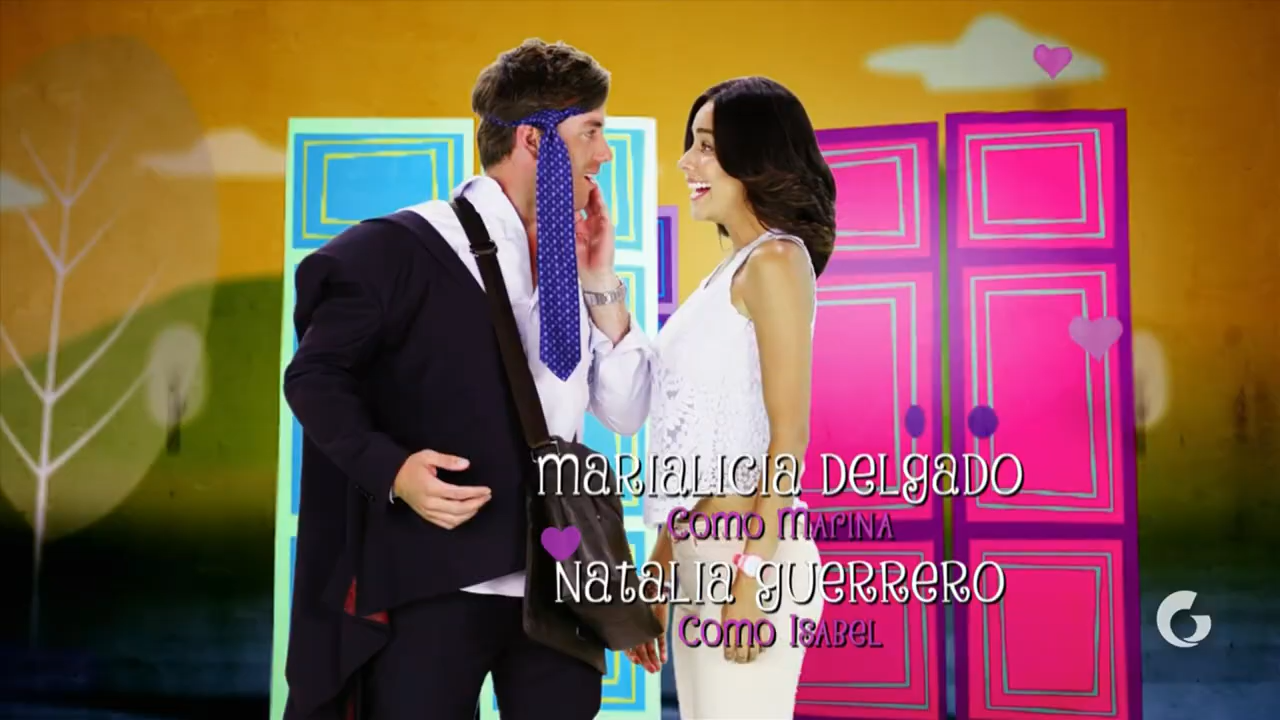 Marialicia Delgado
Como Marina
Natalia Guerrero
Como Isabel